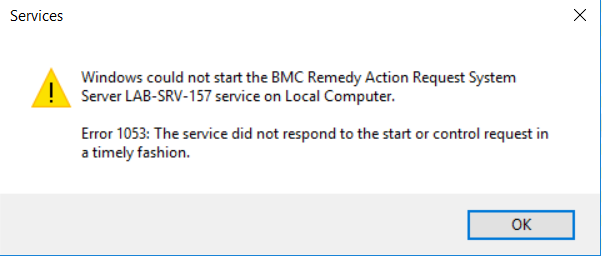 Services
Windows could not start the BMC Remedy Action Request System
Server LAB-SRV-157 service on Local Computer.
Error 1053: The service did not respond to the start or control request in
a timely fashion.
OK